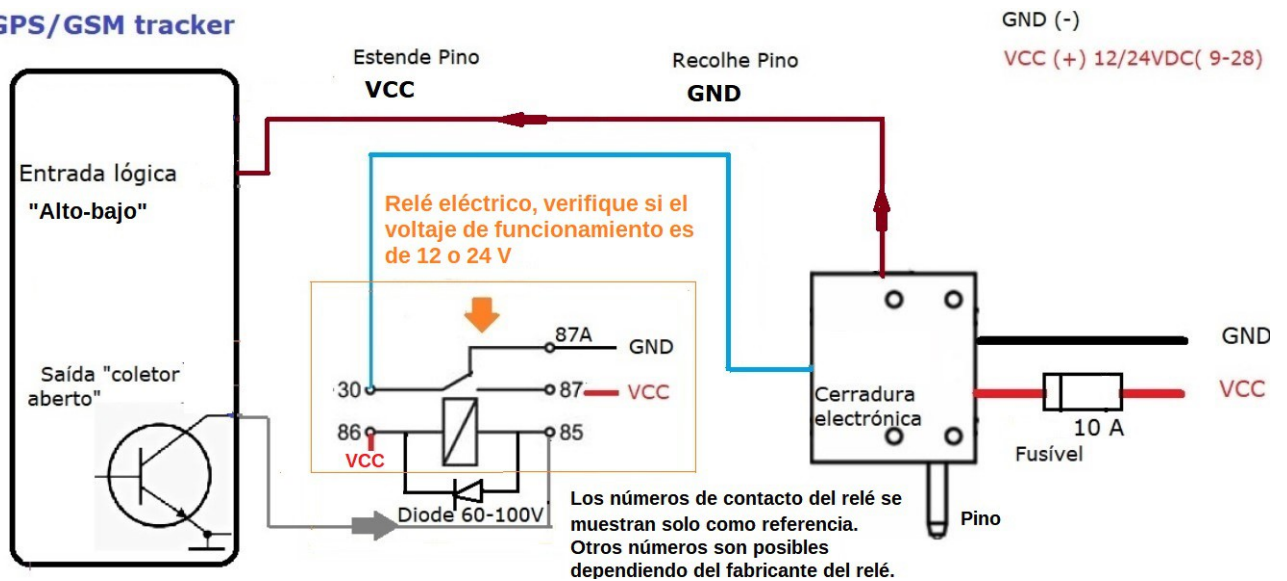 GPS/GSM tracker
GND (-)
VCC (+) 12/24VDC( 9-28)
Estende Pino
VCC
Recolhe Pino
GND
Entrada lógica
"Alto-bajo"
Relé eléctrico, verifique si el
voltaje de funcionamiento es
de 12 o 24 V
87A
GND
30
87
VCC
86
85
VCC
Diode 60-100V
Saída "coletor
aberto"
Cerradura
electrónica
GND
VCC
10 A
Fusível
Pino
Los números de contacto del relé se
muestran solo como referencia.
Otros números son posibles
dependiendo del fabricante del relé.